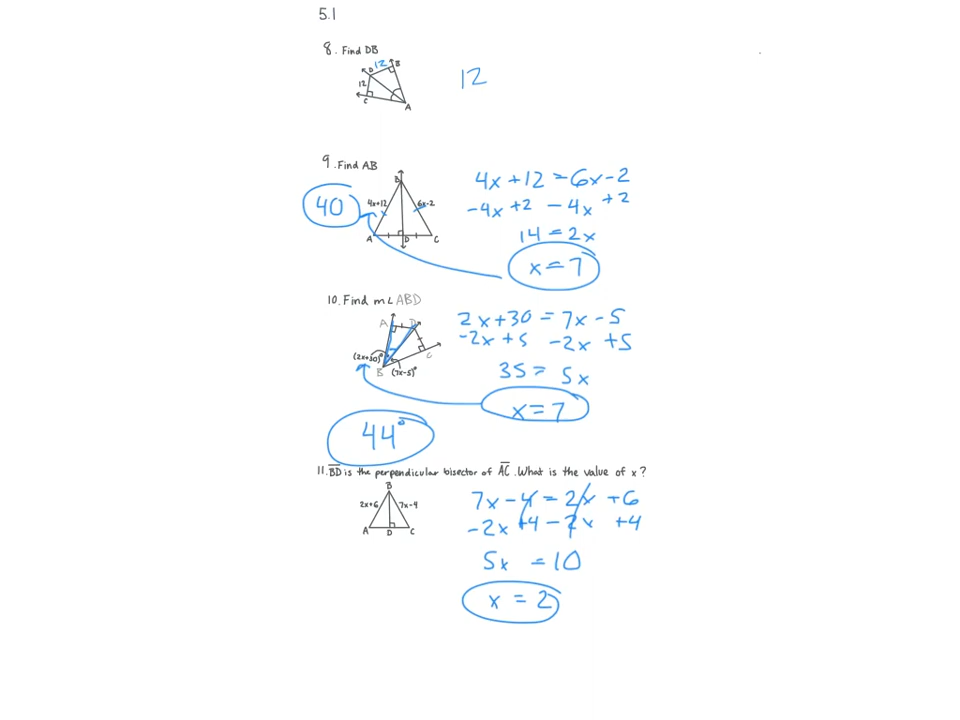 5.1
8. Find DB
12
D
B
12
12
C
A
9. Find AB
B
4x+12 = 6x-2
40
4x+12
6x-2
-4x +2 -4x +2
A
D
C
14 = 2x
x = 7
10. Find m∠ABD
A
D
2x+30 = 7x-5
-2x +5 -2x +5
(2x+30)°
C
B
(7x-5)°
35 = 5x
x = 7
44°
11. BD is the perpendicular bisector of AC. What is the value of x?
B
2x+6
7x-4
7x-4 = 2x +6
-2x +4 -2x +4
A
D
C
5x = 10
x = 2